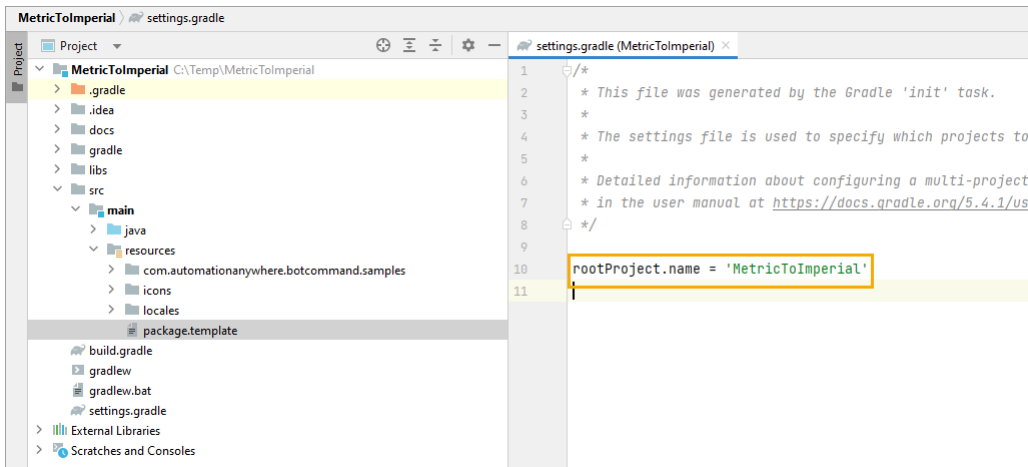 MetricToImperial settings.gradle
Project
Project
settings.gradle (MetricToImperial)
MetricToImperial C:\Temp\MetricToImperial
.gradle
.idea
docs
gradle
libs
src
main
java
resources
com.automationanywhere.botcommand.samples
icons
locales
package.template
build.gradle
gradlew
gradlew.bat
settings.gradle
External Libraries
Scratches and Consoles
1 /*
2 * This file was generated by the Gradle 'init' task.
3 *
4 * The settings file is used to specify which projects to
5 *
6 * Detailed information about configuring a multi-project
7 * in the user manual at https://docs.gradle.org/5.4.1/us
8 */
9
10 rootProject.name = 'MetricToImperial'
11